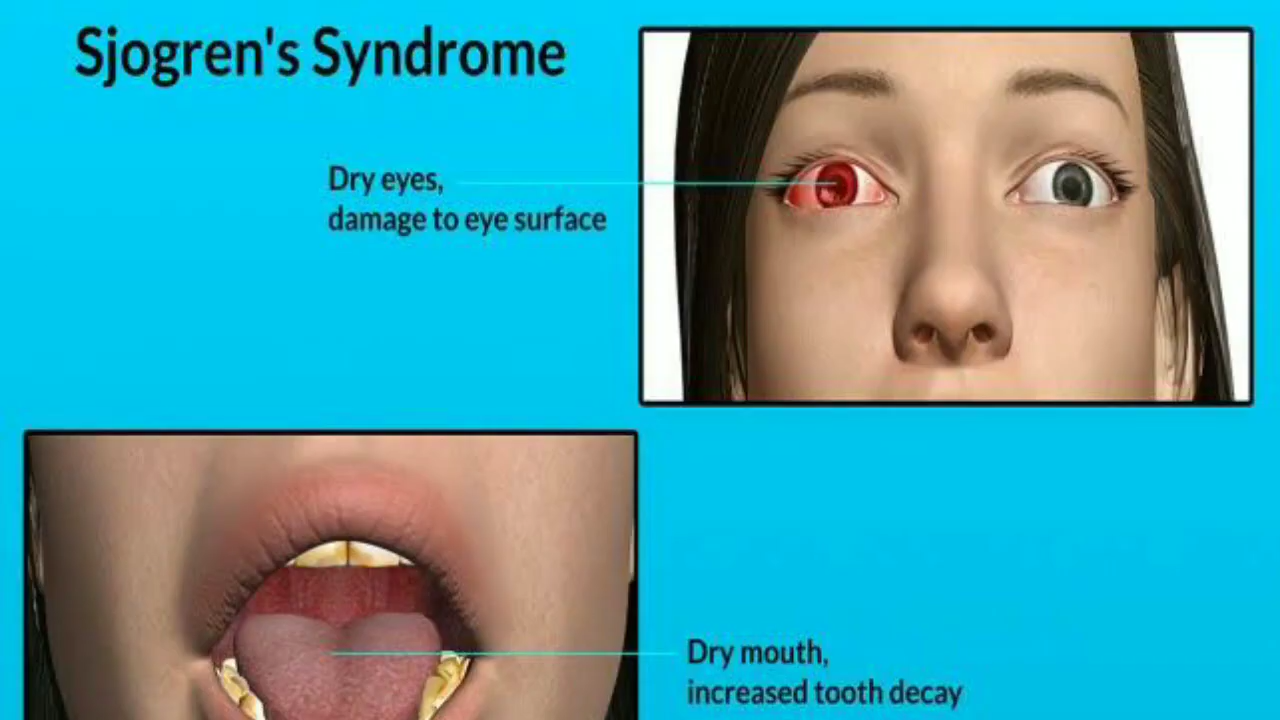 Sjogren's Syndrome
Dry eyes,
damage to eye surface
Dry mouth,
increased tooth decay